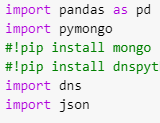 import pandas as pd
import pymongo
#!pip install mongo
#!pip install dnspyt
import dns
import json